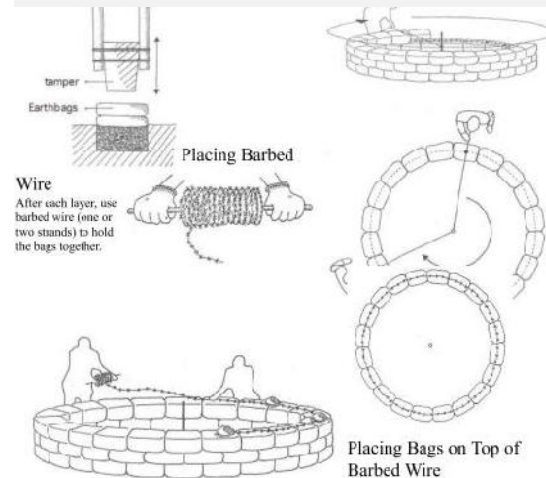 tamper
Earthbags
Placing Barbed
Wire
After each layer, use
barbed wire (one or
two strands) to hold
the bags together.
Placing Bags on Top of
Barbed Wire